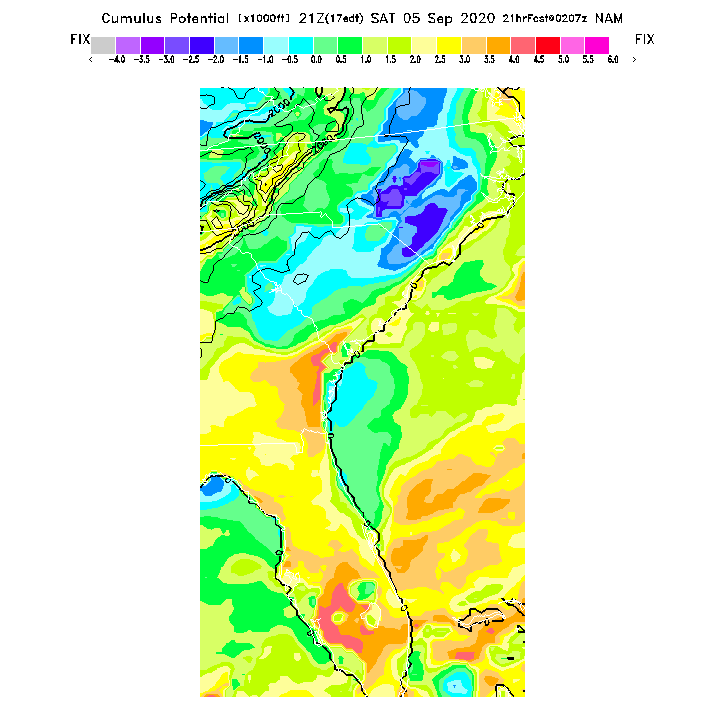 Cumulus Potential [x1000ft] 21Z(17edt) SAT 05 Sep 2020 21hrFcst@0207z NAM
FIX FIX
< -4.0 -3.5 -3.0 -2.5 -2.0 -1.5 -1.0 -0.5 0.0 0.5 1.0 1.5 2.0 2.5 3.0 3.5 4.0 4.5 5.0 5.5 6.0 >
2000
2000